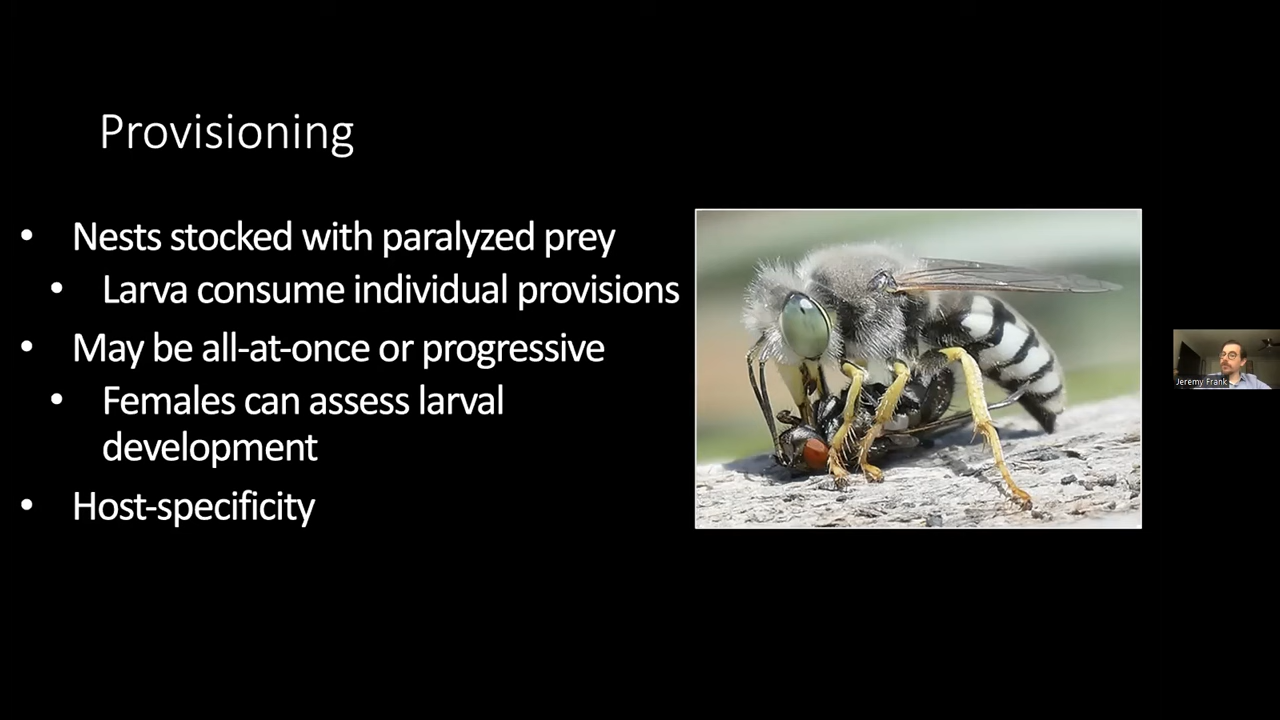 Provisioning
• Nests stocked with paralyzed prey
• Larva consume individual provisions
• May be all-at-once or progressive
• Females can assess larval
development
• Host-specificity
Jeremy Frank